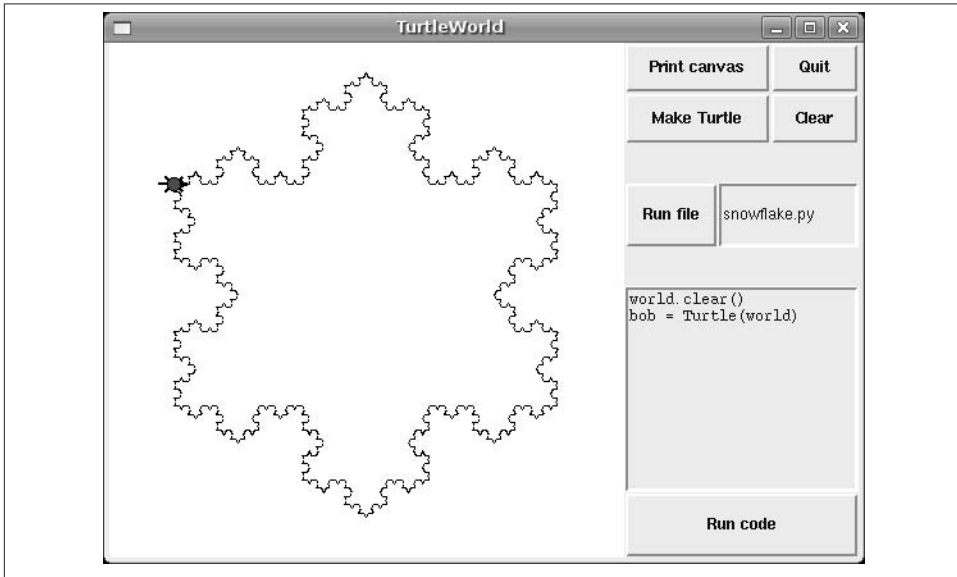 TurtleWorld
Print canvas
Quit
Make Turtle
Clear
Run file
snowflake.py
world.clear()
bob = Turtle(world)
Run code